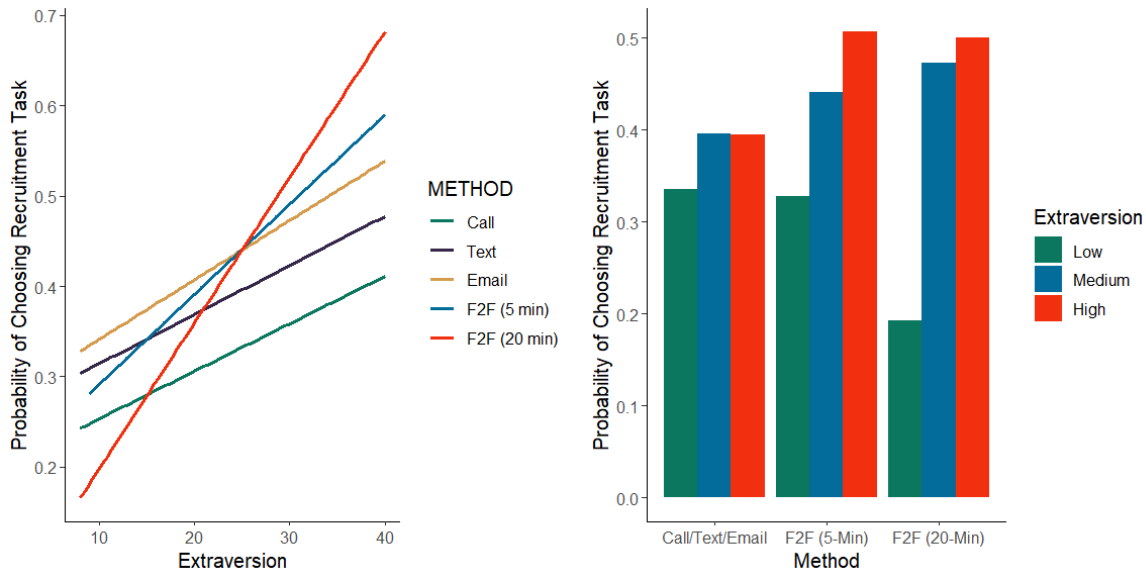 Probability of Choosing Recruitment Task
0.7
0.6
0.5
0.4
0.3
0.2
10 20 30 40
Extraversion
METHOD
Call
Text
Email
F2F (5 min)
F2F (20 min)
Probability of Choosing Recruitment Task
0.5
0.4
0.3
0.2
0.1
0.0
Call/Text/Email F2F (5-Min) F2F (20-Min)
Method
Extraversion
Low
Medium
High